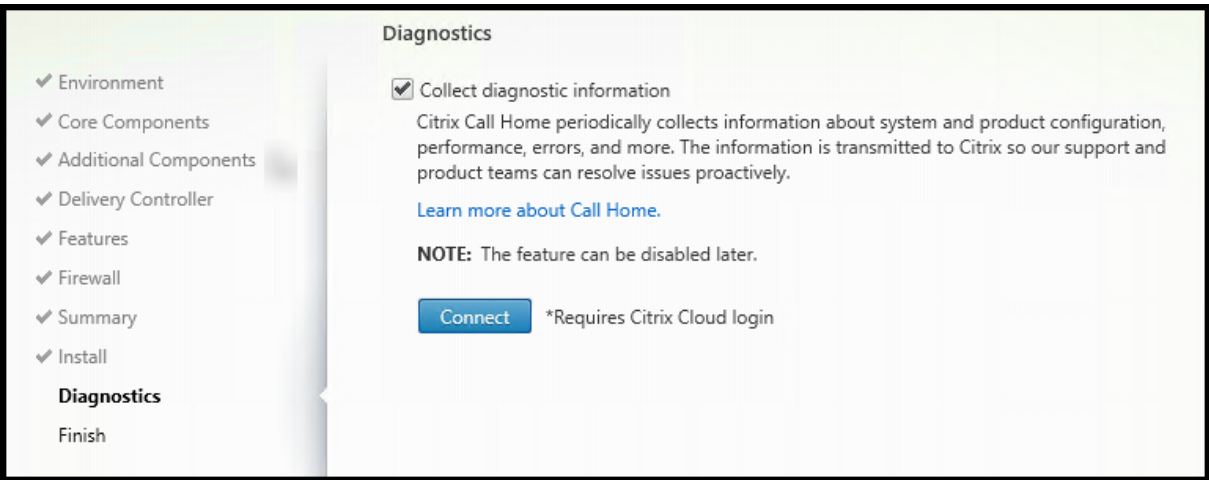 Diagnostics
Environment
Core Components
Additional Components
Delivery Controller
Features
Firewall
Summary
Install
Diagnostics
Finish
Collect diagnostic information
Citrix Call Home periodically collects information about system and product configuration,
performance, errors, and more. The information is transmitted to Citrix so our support and
product teams can resolve issues proactively.
Learn more about Call Home.
NOTE: The feature can be disabled later.
Connect *Requires Citrix Cloud login